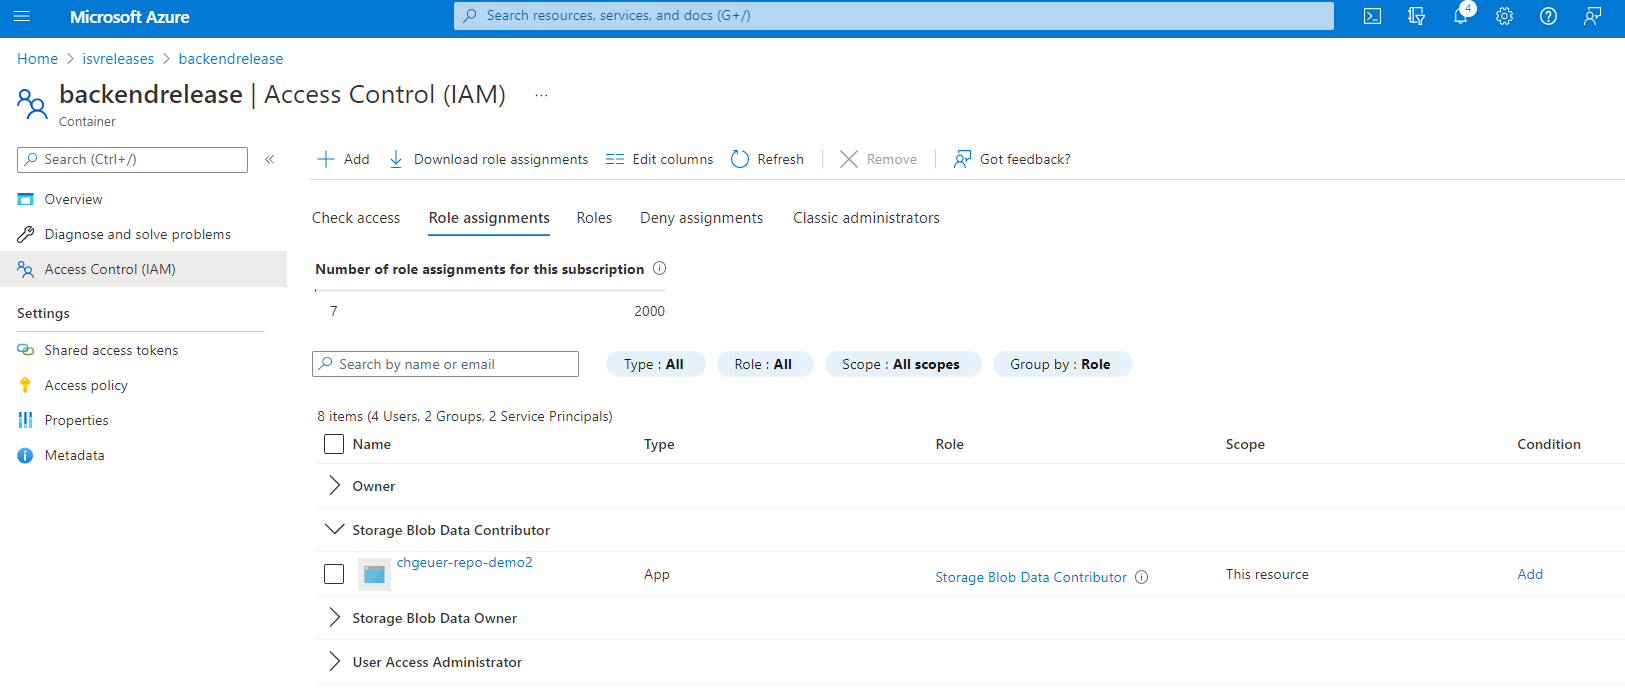 Microsoft Azure
Search resources, services, and docs (G+/)
4
Home > isvreleases > backendrelease
backendrelease | Access Control (IAM) ...
Container
Search (Ctrl+/)
«
Add
Download role assignments
Edit columns
Refresh
Remove
Got feedback?
Overview
Diagnose and solve problems
Access Control (IAM)
Settings
Shared access tokens
Access policy
Properties
Metadata
Check access
Role assignments
Roles
Deny assignments
Classic administrators
Number of role assignments for this subscription
7
2000
Search by name or email
Type : All
Role : All
Scope : All scopes
Group by : Role
8 items (4 Users, 2 Groups, 2 Service Principals)
Name
Type
Role
Scope
Condition
Owner
Storage Blob Data Contributor
chgeuer-repo-demo2
App
Storage Blob Data Contributor
This resource
Add
Storage Blob Data Owner
User Access Administrator